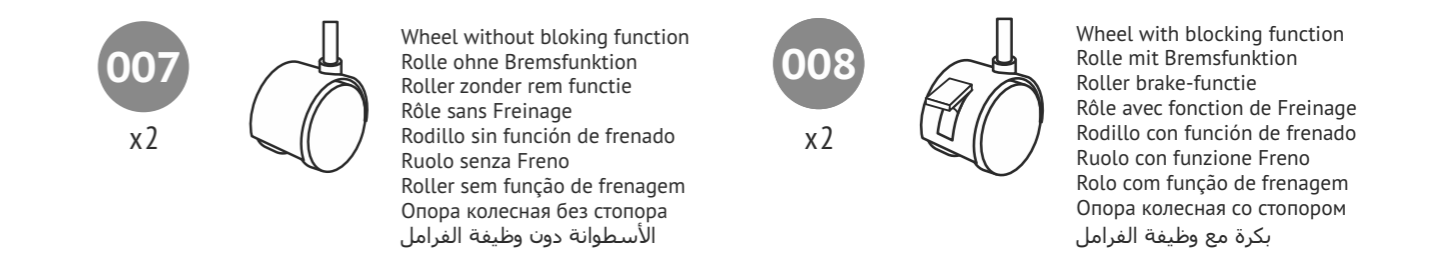 007
x2
Wheel without bloking function
Rolle ohne Bremsfunktion
Roller zonder rem functie
Rôle sans Freinage
Rodillo sin función de frenado
Ruolo senza Freno
Roller sem função de frenagem
Опора колесная без стопора
الأسطوانة دون وظيفة الفرامل
008
x2
Wheel with blocking function
Rolle mit Bremsfunktion
Roller brake-functie
Rôle avec fonction de Freinage
Rodillo con función de frenado
Ruolo con funzione Freno
Rolo com função de frenagem
Опора колесная со стопором
بكرة مع وظيفة الفرامل